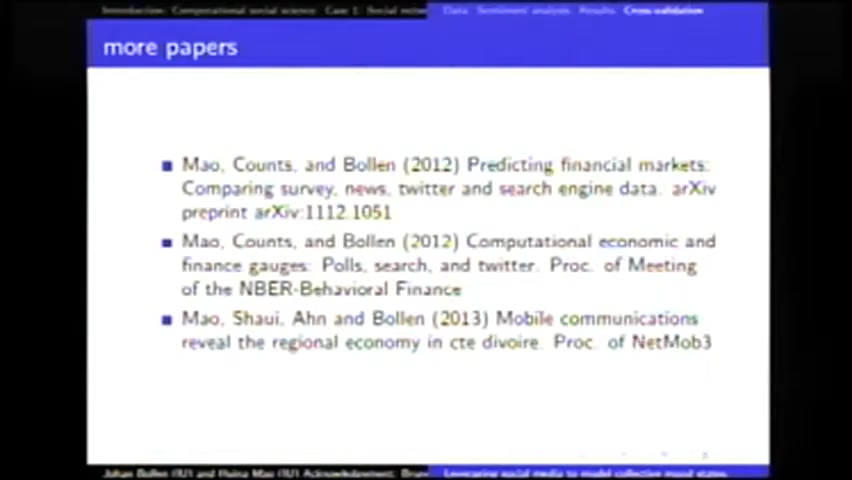 Introduction: Computational social science Case 1: Social
Data Sentiment analysis Results Cross-validation
more papers
Mao, Counts, and Bollen (2012) Predicting financial markets:
Comparing survey, news, twitter and search engine data. arXiv
preprint arXiv:1112.1051
Mao, Counts, and Bollen (2012) Computational economic and
finance gauges: Polls, search, and twitter. Proc. of Meeting
of the NBER-Behavioral Finance
Mao, Shaui, Ahn and Bollen (2013) Mobile communications
reveal the regional economy in cte divoire. Proc. of NetMob3
Johan Bollen (IU) and Huina Mao (IU) Acknowledgement:
Leveraging social media to model collective mood states.